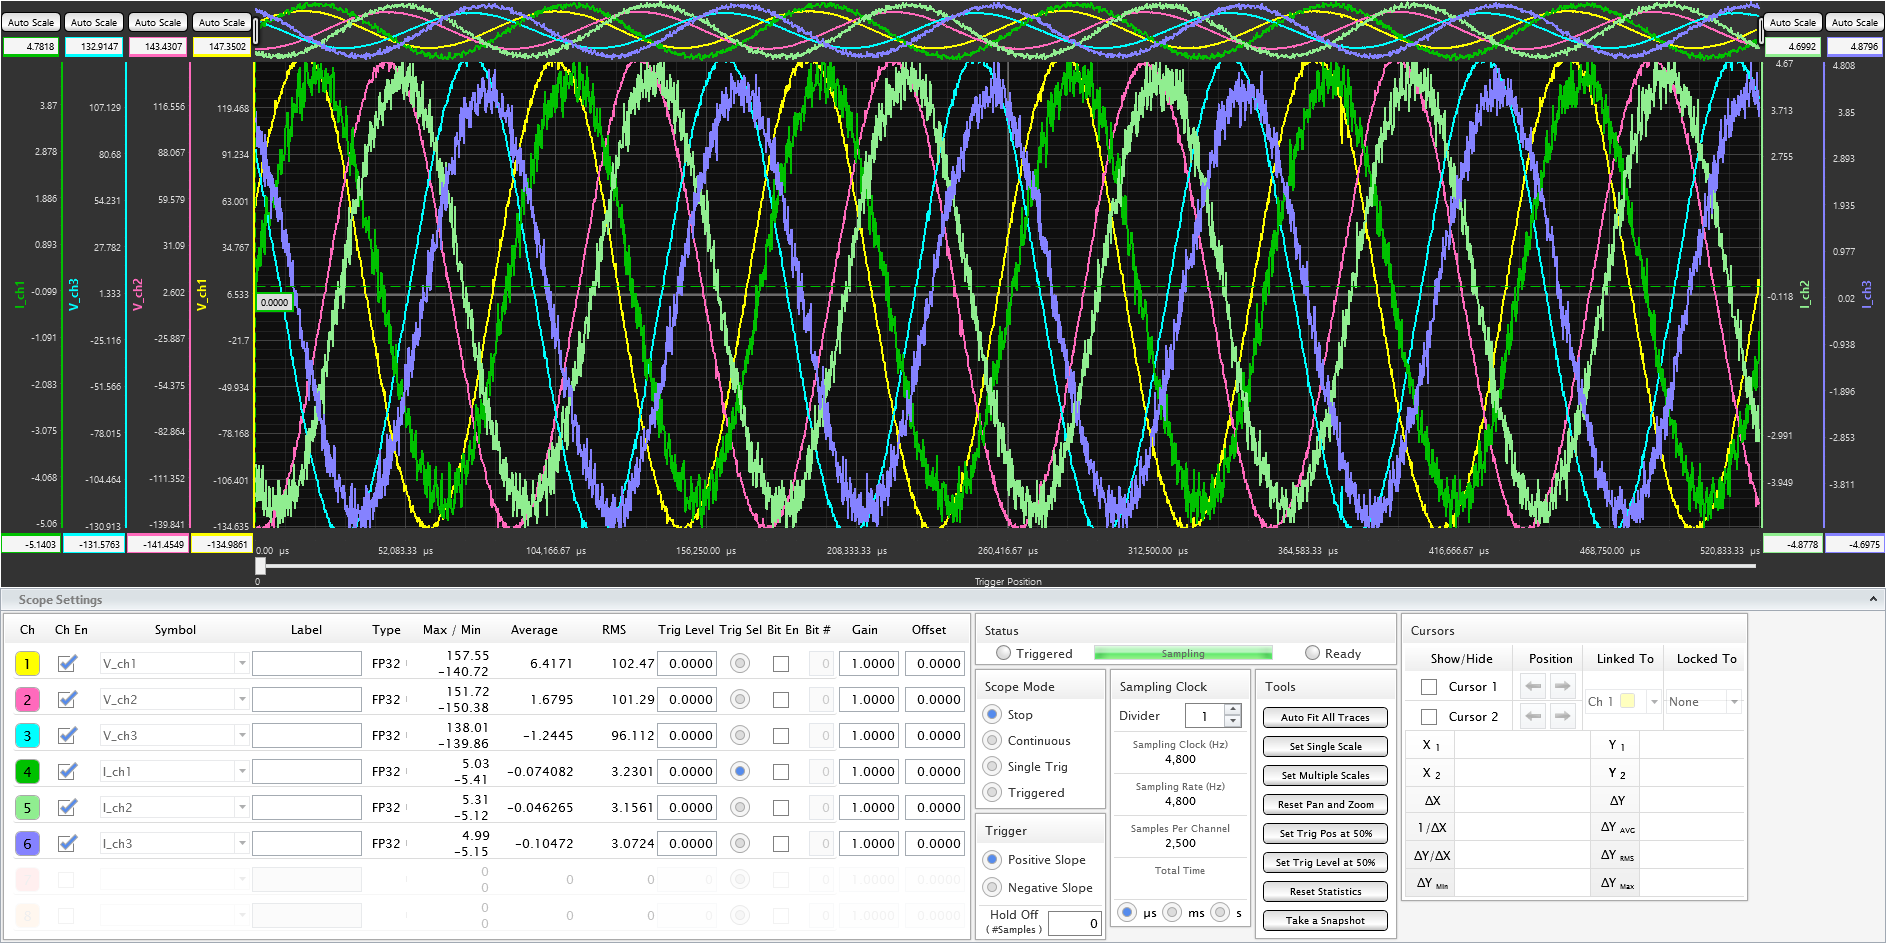 Auto Scale Auto Scale Auto Scale Auto Scale Auto Scale Auto Scale
4.7818 132.9147 143.4307 147.3502 4.6992 4.8796
4.67 4.808
3.87 107.129 116.556 119.468 3.713 3.85
2.878 80.68 88.067 91.234 2.755 2.893
1.886 54.231 59.579 63.001 1.935
0.893 27.782 31.09 34.767 0.977
I_ch1 -0.099 V_ch3 1.333 V_ch2 2.602 V_ch1 6.533 0.0000 -0.118 I_ch2 0.02 I_ch3
-1.091 -25.116 -25.887 -21.7 -0.938
-2.083 -51.566 -54.375 -49.934 -1.896
-3.075 -78.015 -82.864 -78.168 -2.991 -2.853
-4.068 -104.464 -111.352 -106.401 -3.949 -3.811
-5.06 -130.913 -139.841 -134.635
-5.1403 -131.5763 -141.4549 -134.9861 -4.8778 -4.6975
0.00 µs 52,083.33 µs 104,166.67 µs 156,250.00 µs 208,333.33 µs 260,416.67 µs 312,500.00 µs 364,583.33 µs 416,666.67 µs 468,750.00 µs 520,833.33 µs
0 Trigger Position
Scope Settings
Ch Ch En Symbol Label Type Max / Min Average RMS Trig Level Trig Sel Bit En Bit # Gain Offset
1 V_ch1 FP32 157.55 -140.72 6.4171 102.47 0.0000 0 1.0000 0.0000
2 V_ch2 FP32 151.72 -150.38 1.6795 101.29 0.0000 0 1.0000 0.0000
3 V_ch3 FP32 138.01 -139.86 -1.2445 96.112 0.0000 0 1.0000 0.0000
4 I_ch1 FP32 5.03 -5.41 -0.074082 3.2301 0.0000 0 1.0000 0.0000
5 I_ch2 FP32 5.31 -5.12 -0.046265 3.1561 0.0000 0 1.0000 0.0000
6 I_ch3 FP32 4.99 -5.15 -0.10472 3.0724 0.0000 0 1.0000 0.0000
7 0 0 0 0 0.0000 0 1.0000 0.0000
8 0 0 0 0 0.0000 0 1.0000 0.0000
Status
Triggered Sampling Ready
Scope Mode
Stop
Continuous
Single Trig
Triggered
Trigger
Positive Slope
Negative Slope
Hold Off
( #Samples ) 0
Sampling Clock
Divider 1
Sampling Clock (Hz)
4,800
Sampling Rate (Hz)
4,800
Samples Per Channel
2,500
Total Time
µs ms s
Tools
Auto Fit All Traces
Set Single Scale
Set Multiple Scales
Reset Pan and Zoom
Set Trig Pos at 50%
Set Trig Level at 50%
Reset Statistics
Take a Snapshot
Cursors
Show/Hide Position Linked To Locked To
Cursor 1
Ch 1 None
Cursor 2
X 1 Y 1
X 2 Y 2
ΔX ΔY
1/ΔX ΔY AVG
ΔY/ΔX ΔY RMS
ΔY Min ΔY Max